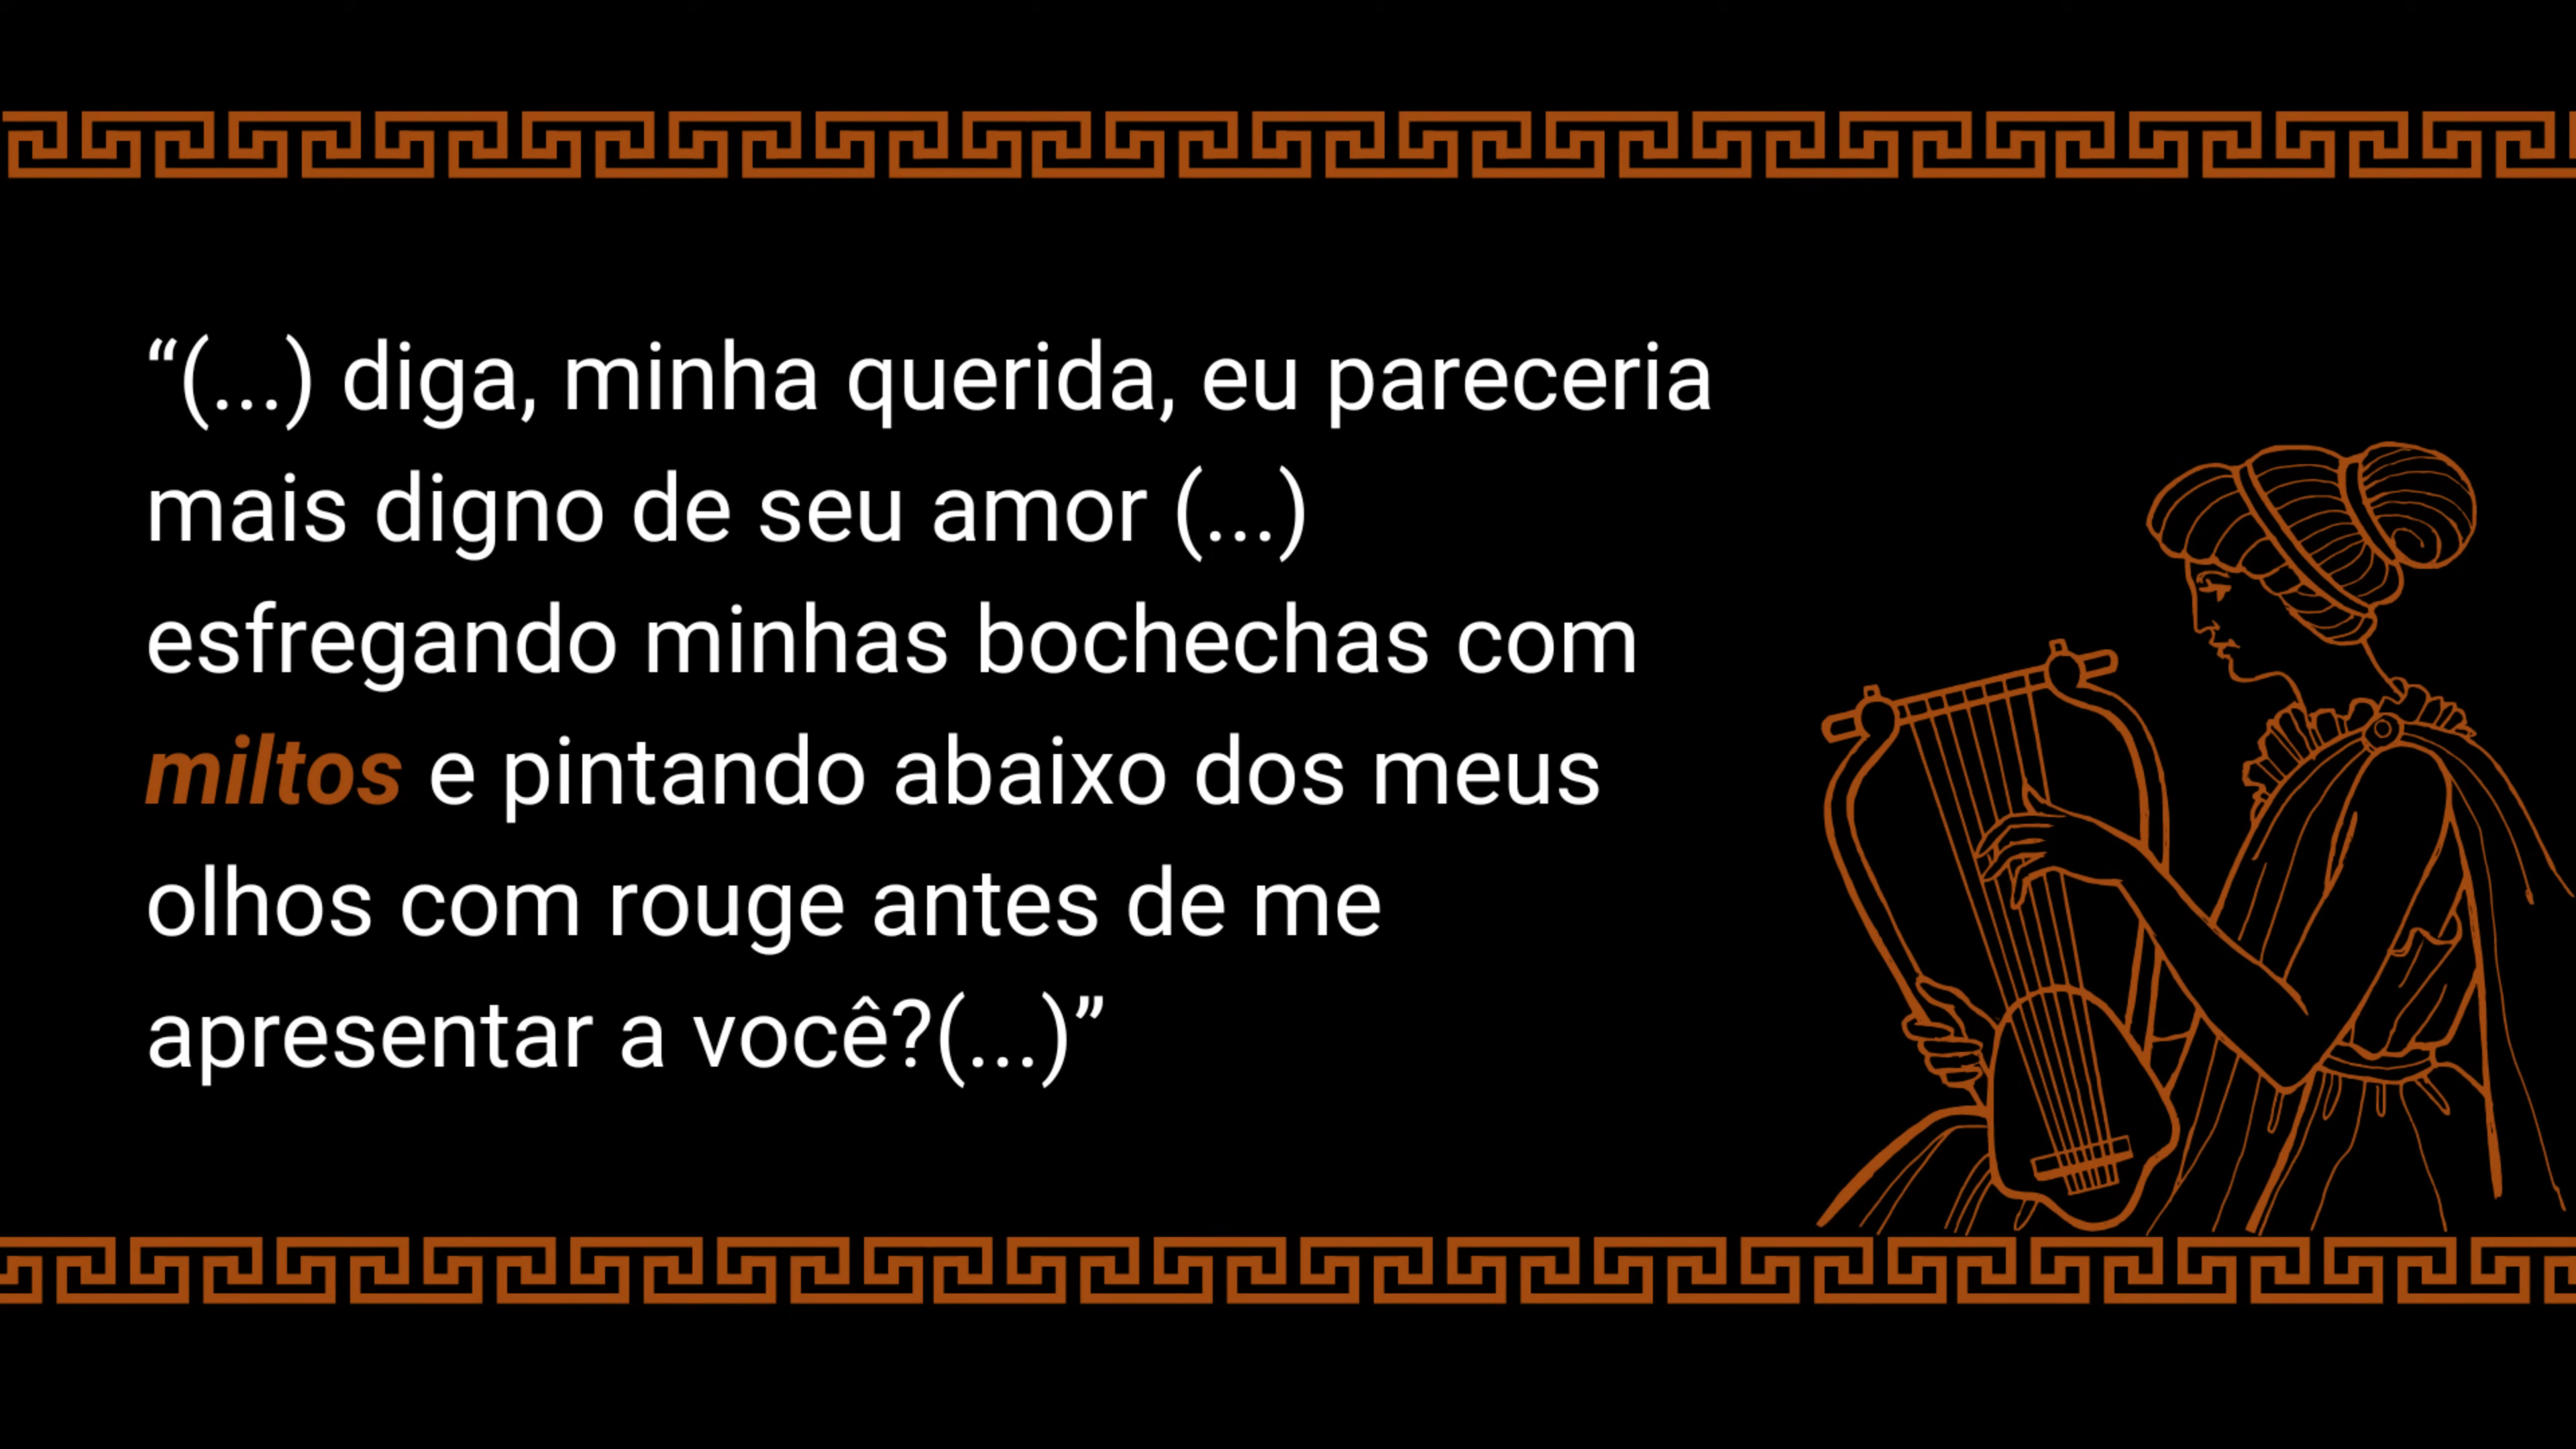 “(...) diga, minha querida, eu pareceria
mais digno de seu amor (...)
esfregando minhas bochechas com
miltos e pintando abaixo dos meus
olhos com rouge antes de me
apresentar a você?(...)”